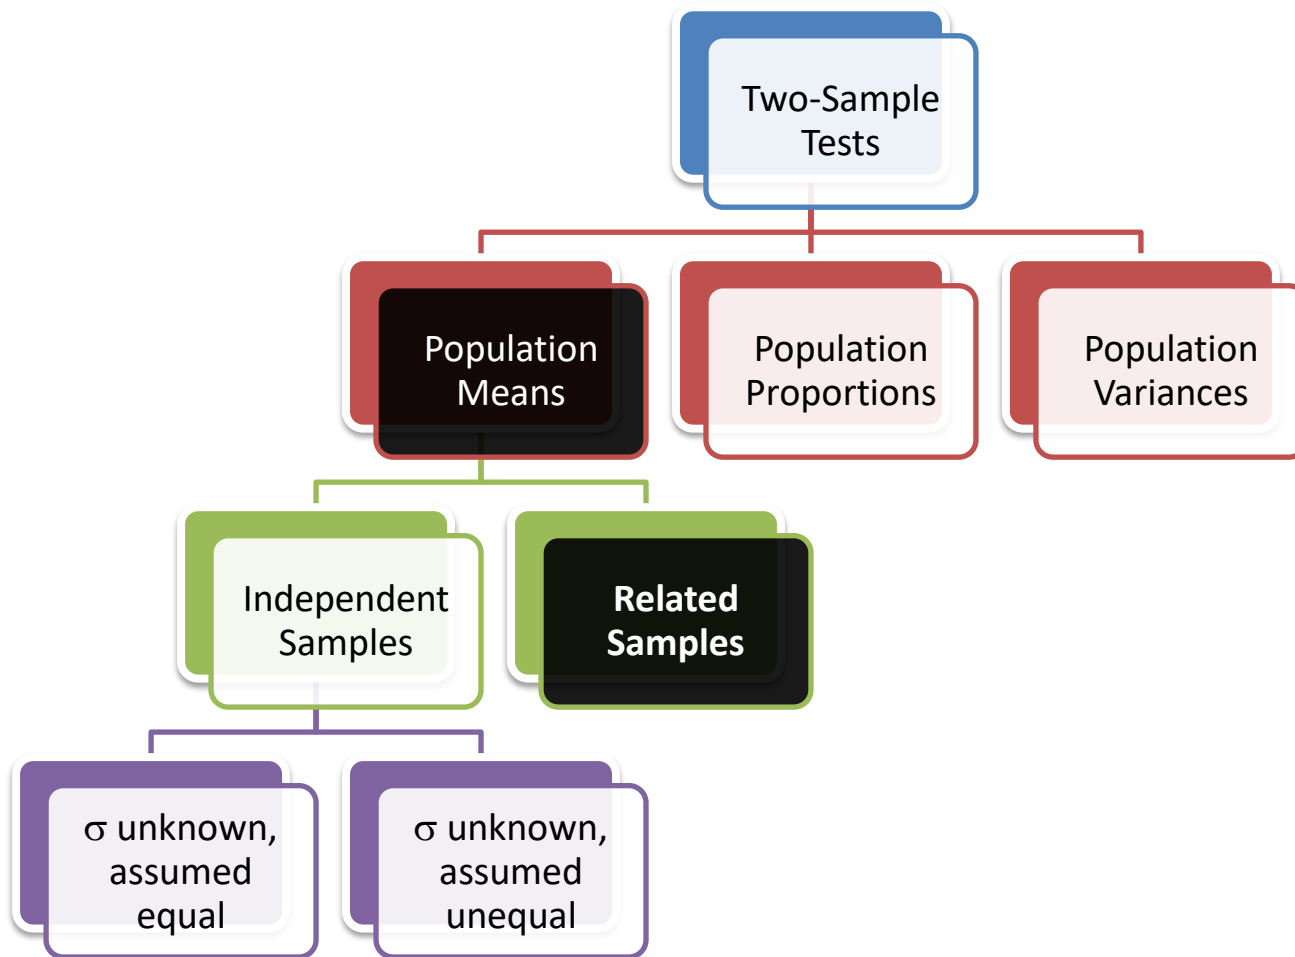 Two-Sample
Tests
Population
Means
Population
Proportions
Population
Variances
Independent
Samples
Related
Samples
σ unknown,
assumed
equal
σ unknown,
assumed
unequal